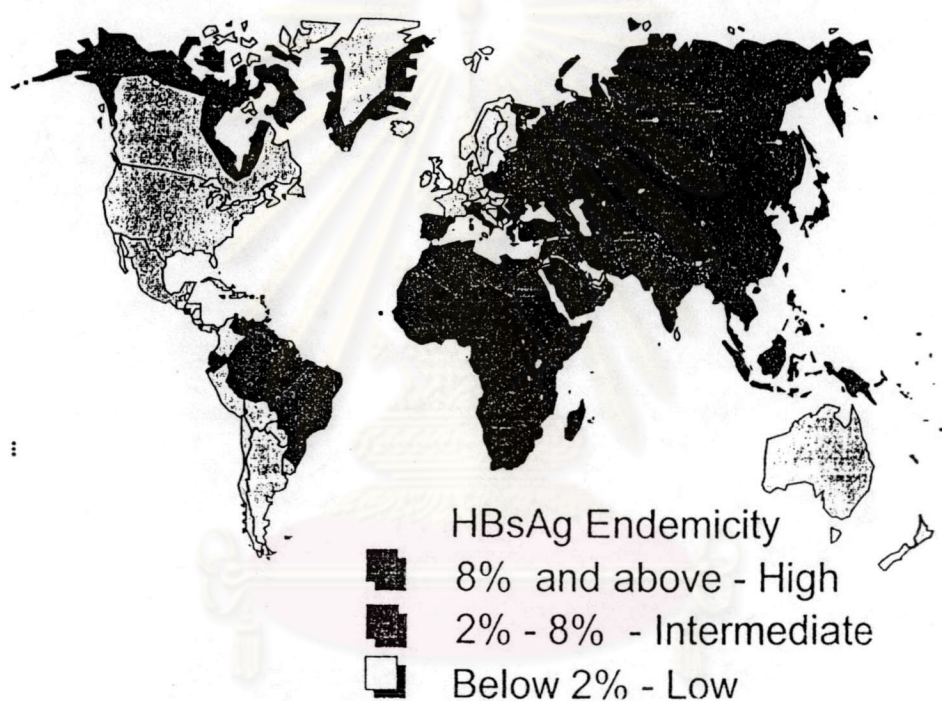 HBsAg Endemicity
8% and above - High
2% - 8% - Intermediate
Below 2% - Low